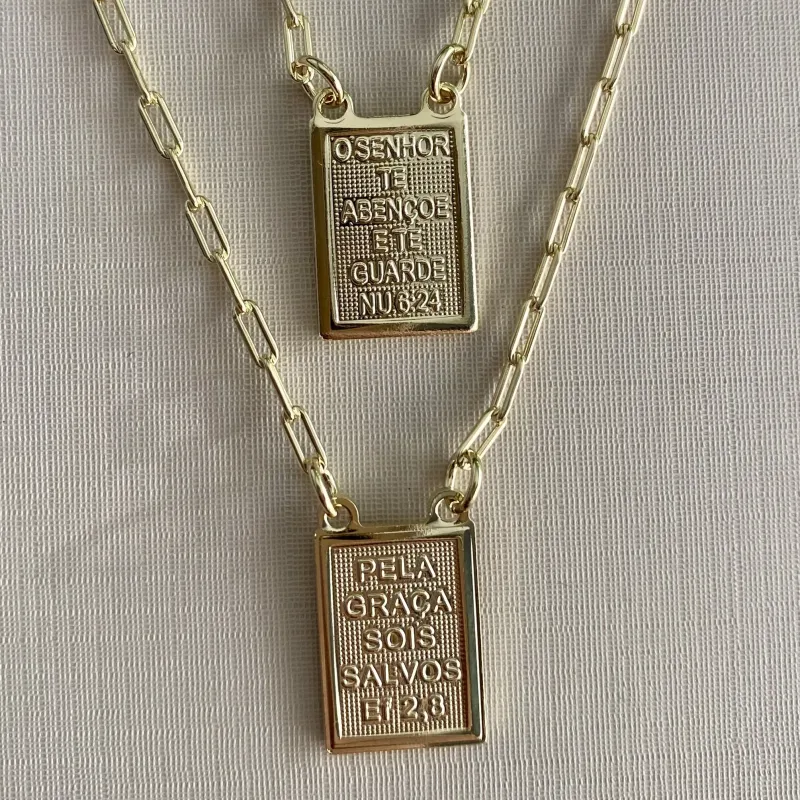 O SENHOR
TE
ABENÇOE
E TE
GUARDE
NU 6:24
PELA
GRAÇA
SOIS
SALVOS
Ef 2,8